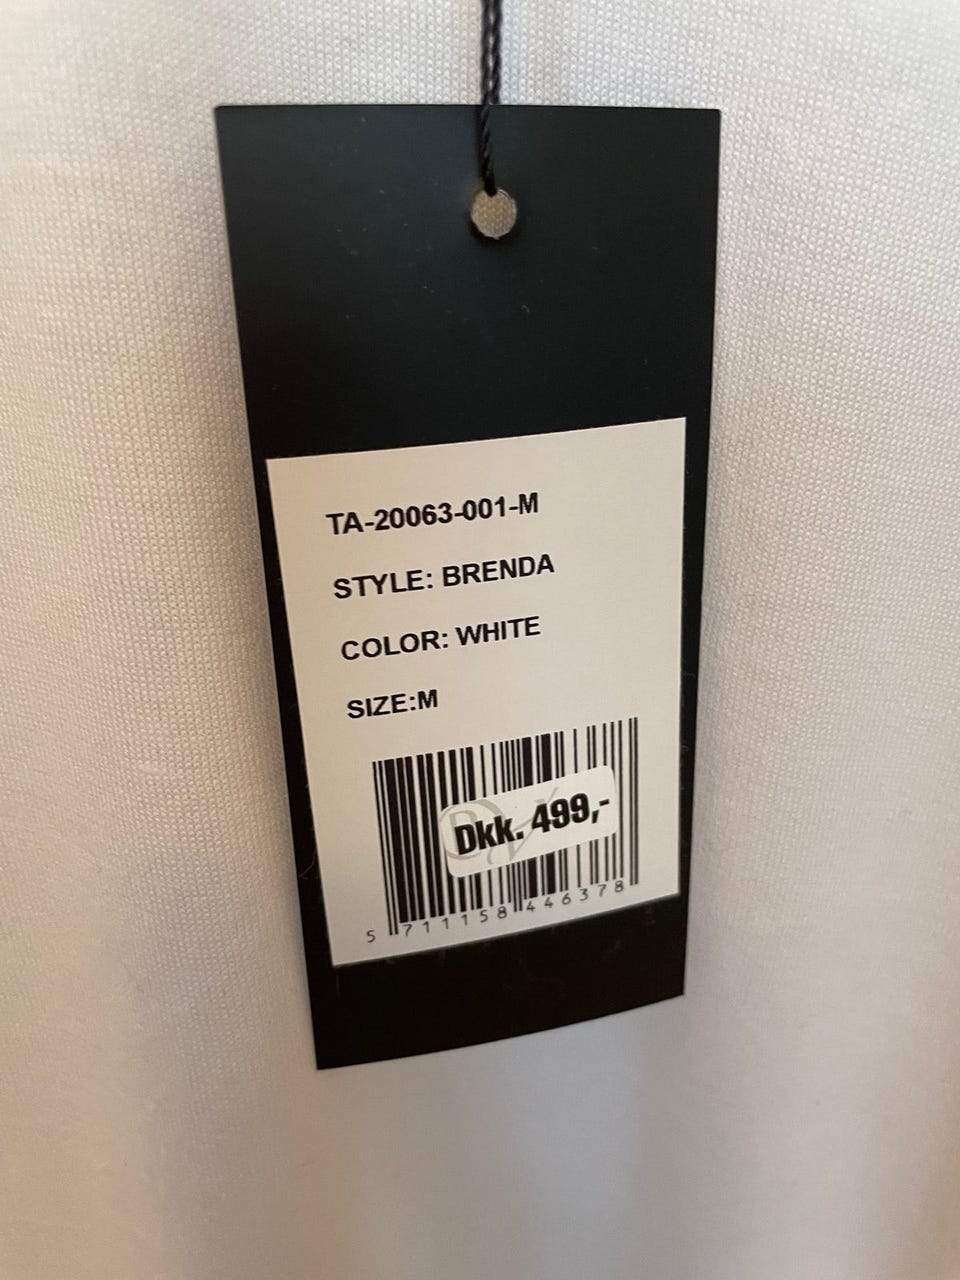 TA-20063-001-M
STYLE: BRENDA
COLOR: WHITE
SIZE:M
Dkk. 499,-
5 711158 446378